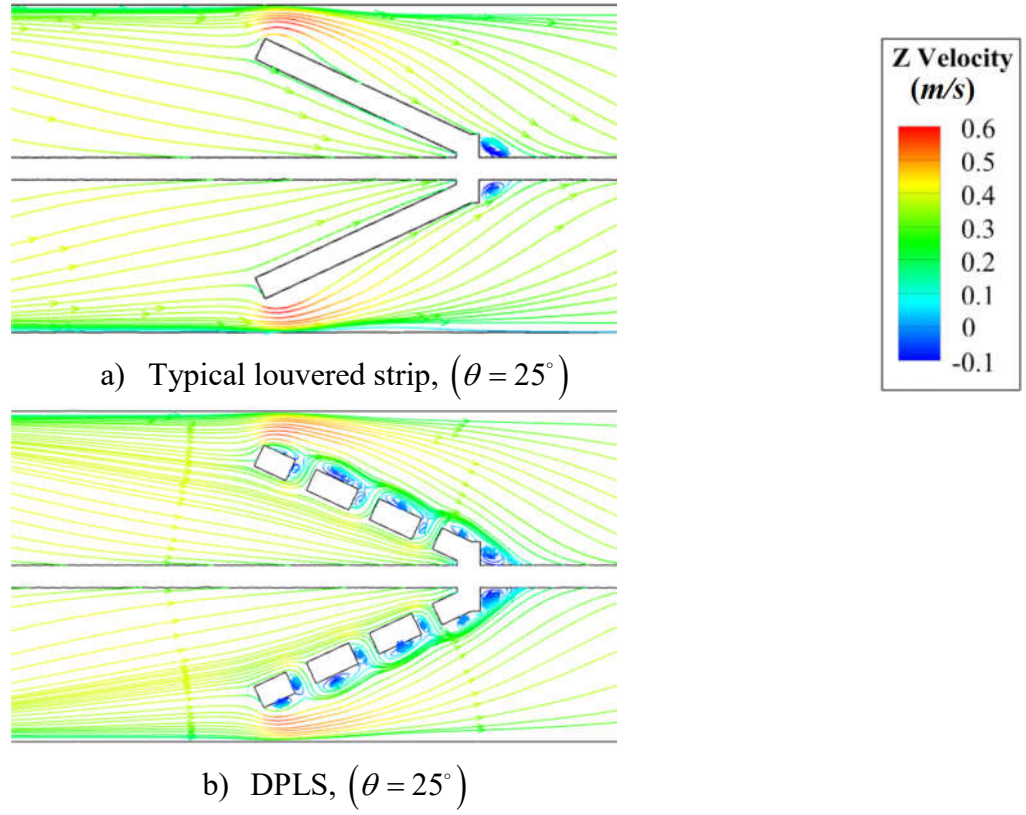 Z Velocity
(m/s)
0.6
0.5
0.4
0.3
0.2
0.1
0
-0.1
a) Typical louvered strip, (θ = 25°)
b) DPLS, (θ = 25°)